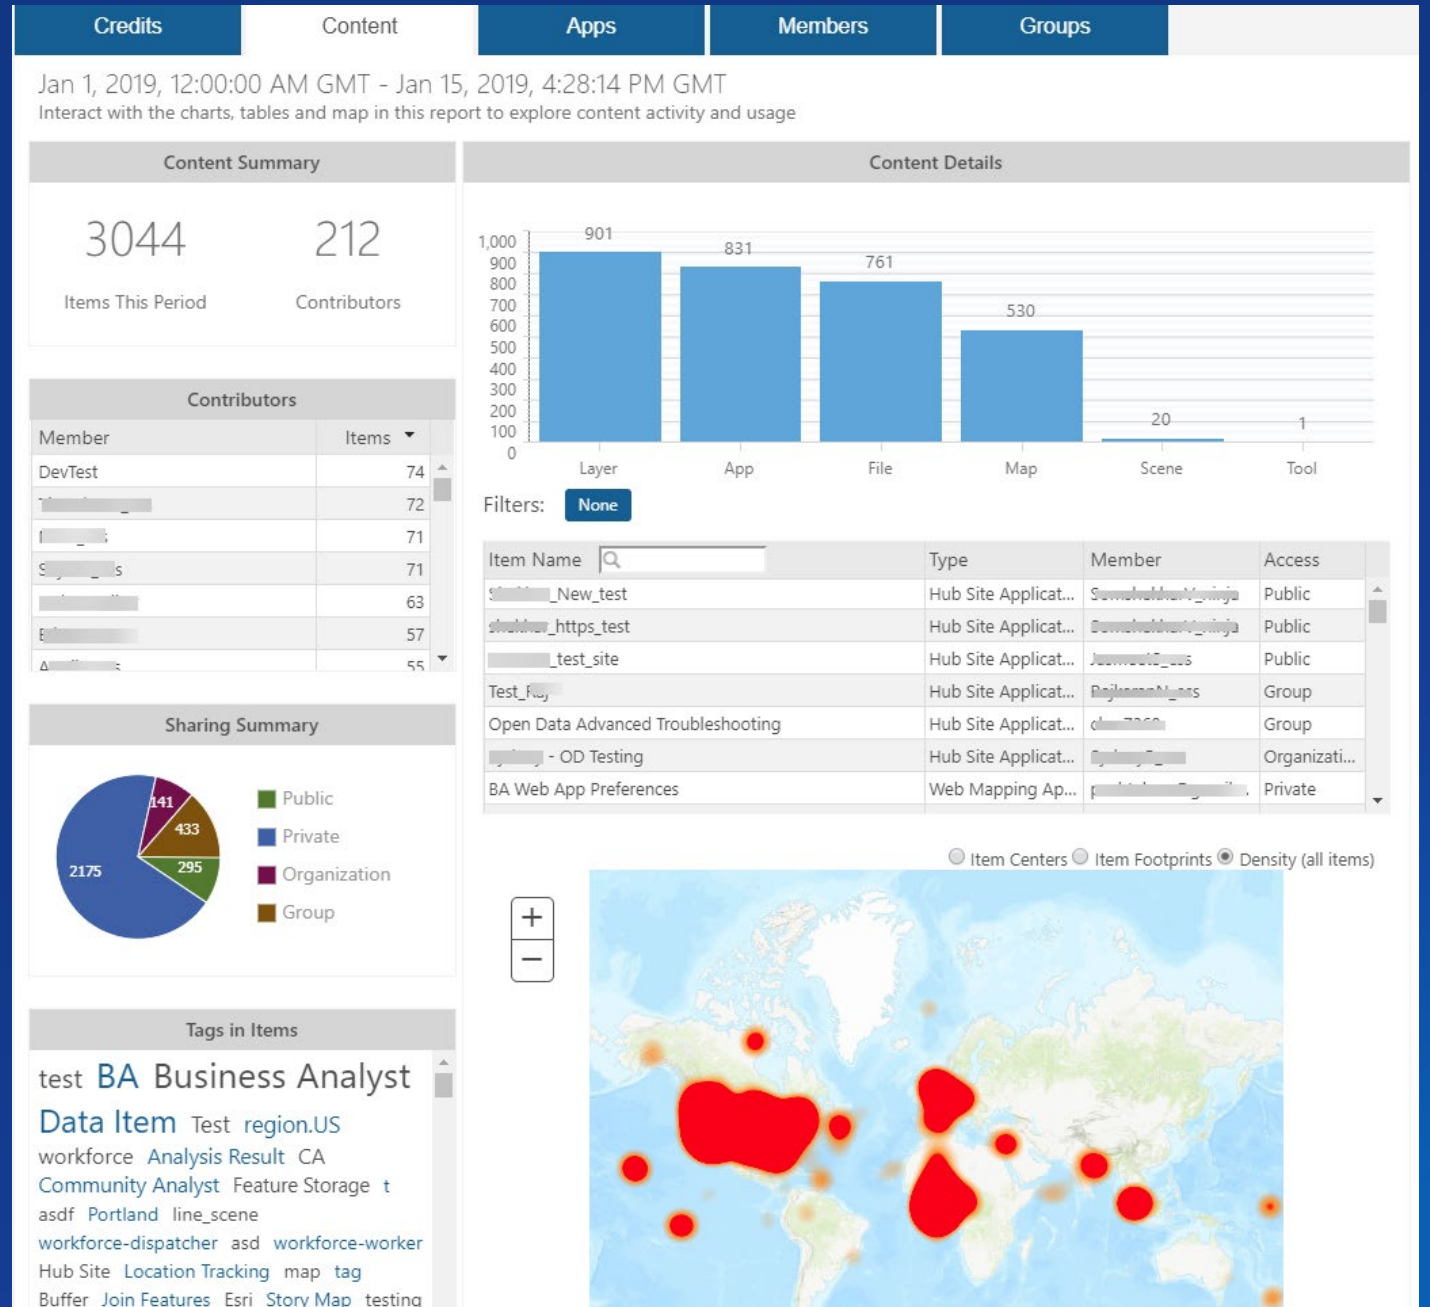 Credits Content Apps Members Groups
Jan 1, 2019, 12:00:00 AM GMT - Jan 15, 2019, 4:28:14 PM GMT
Interact with the charts, tables and map in this report to explore content activity and usage
Content Summary
3044 212
Items This Period Contributors
Contributors
Member Items
DevTest 74
72
71
s 71
63
57
55
Sharing Summary
141
433
2175
295
Public
Private
Organization
Group
Tags in Items
test BA Business Analyst
Data Item Test region.US
workforce Analysis Result CA
Community Analyst Feature Storage t
asdf Portland line_scene
workforce-dispatcher asd workforce-worker
Hub Site Location Tracking map tag
Buffer Join Features Esri Story Map testing
Content Details
1,000
900
800
700
600
500
400
300
200
100
0
901
831
761
530
20
1
Layer App File Map Scene Tool
Filters: None
Item Name Type Member Access
_New_test Hub Site Applicat... Public
_https_test Hub Site Applicat... Public
_test_site Hub Site Applicat... Public
Test_ Hub Site Applicat... Group
Open Data Advanced Troubleshooting Hub Site Applicat... Group
- OD Testing Hub Site Applicat... Organizati...
BA Web App Preferences Web Mapping Ap... Private
Item Centers Item Footprints Density (all items)
+
−